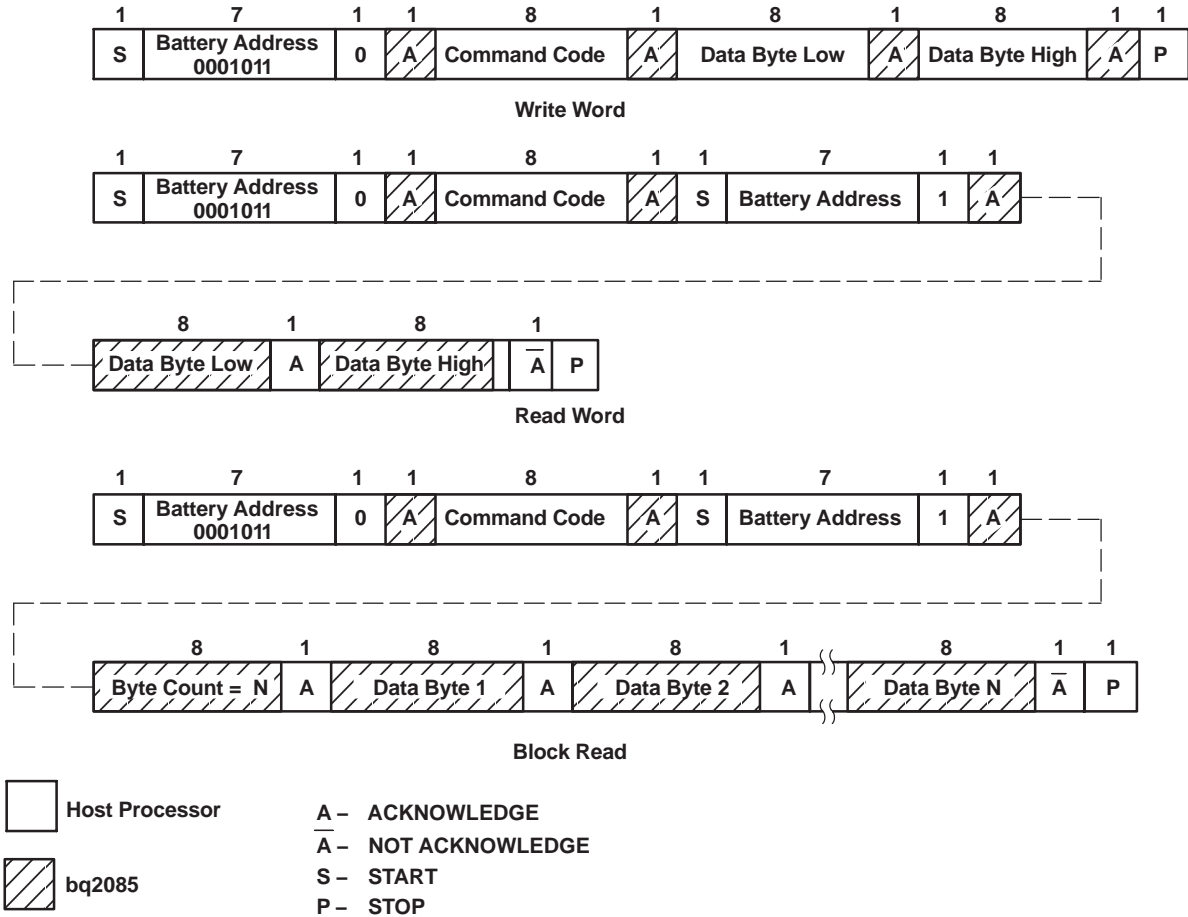 1 7 1 1 8 1 8 1 8 1 1
S Battery Address 0 A Command Code A Data Byte Low A Data Byte High A P
0001011
Write Word
1 7 1 1 8 1 1 7 1 1
S Battery Address 0 A Command Code A S Battery Address 1 A
0001011
8 1 8 1
Data Byte Low A Data Byte High A̅ P
Read Word
1 7 1 1 8 1 1 7 1 1
S Battery Address 0 A Command Code A S Battery Address 1 A
0001011
8 1 8 1 8 1 8 1 1
Byte Count = N A Data Byte 1 A Data Byte 2 A Data Byte N A̅ P
Block Read
Host Processor
bq2085
A – ACKNOWLEDGE
A̅ – NOT ACKNOWLEDGE
S – START
P – STOP